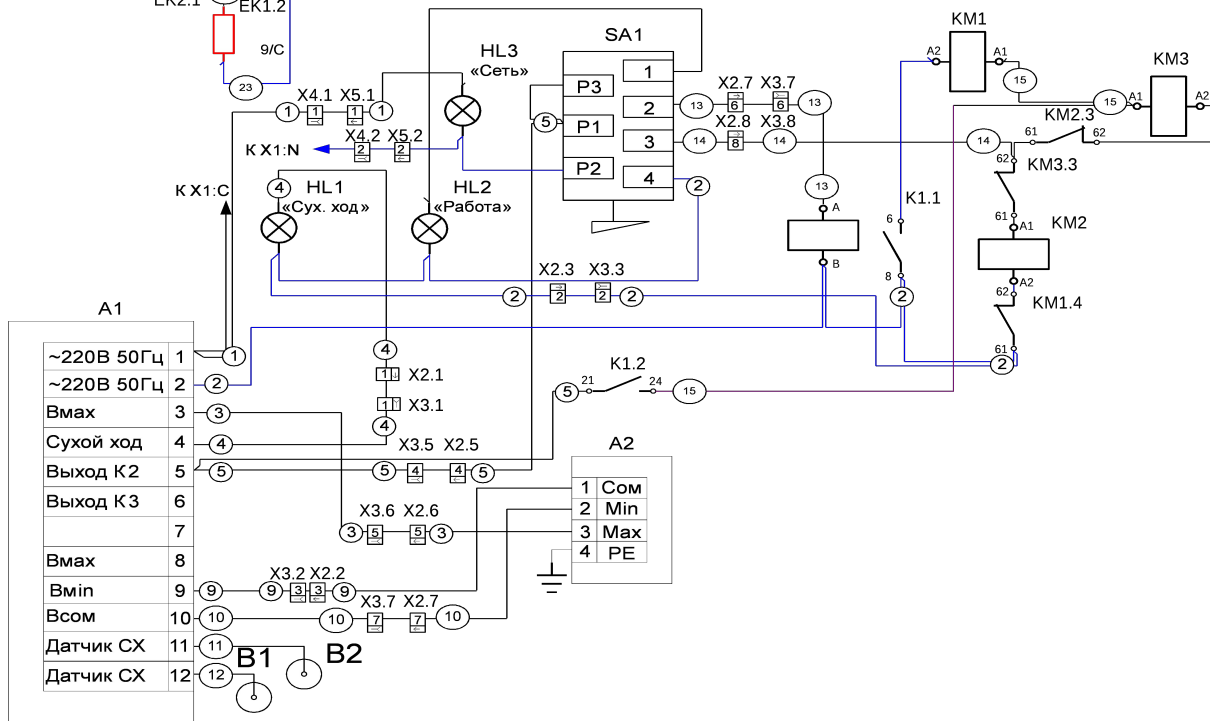 EK2.1
EK1.2
9/C
23
KM1
A2
A1
15
KM3
A1
A2
15
SA1
HL3
«Сеть»
X4.1
X5.1
1
1
1
1
P3
P1
P2
1
2
3
4
X2.7
X3.7
13
6
6
13
X2.8
X3.8
14
8
14
14
KM2.3
61
62
5
X4.2
X5.2
К X1:N
2
2
К X1:C
4
HL1
«Сух. ход»
HL2
«Работа»
2
13
A
B
K1.1
6
8
2
62
KM3.3
61
A1
KM2
A2
62
KM1.4
61
2
X2.3
X3.3
2
2
2
2
A1
~220В 50Гц
1
1
~220В 50Гц
2
2
Вмах
3
3
Сухой ход
4
4
Выход К2
5
5
Выход К3
6
7
Вмах
8
Вмin
9
9
Всом
10
10
Датчик СХ
11
11
Датчик СХ
12
12
4
1
X2.1
1
X3.1
4
X3.5
X2.5
5
4
4
5
K1.2
5
21
24
15
A2
1
Сом
2
Min
3
Max
4
PE
X3.6
X2.6
3
5
5
3
X3.2
X2.2
9
3
3
9
X3.7
X2.7
10
7
7
10
B1
B2